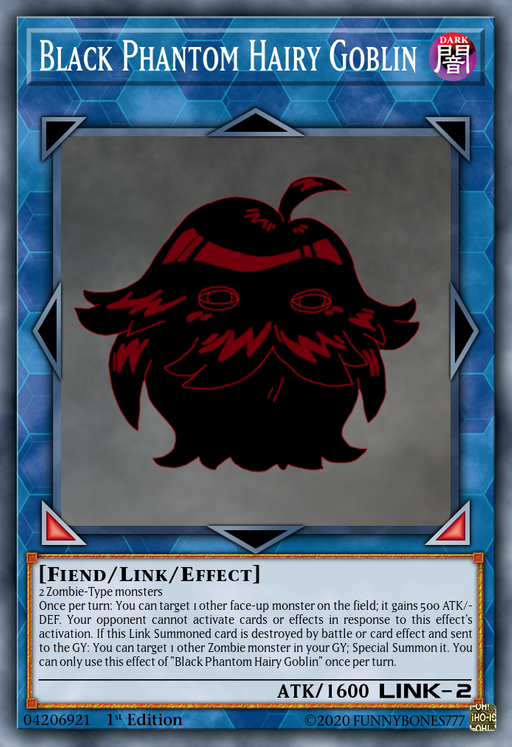 BLACK PHANTOM HAIRY GOBLIN
DARK
闇
[FIEND/LINK/EFFECT]
2 Zombie-Type monsters
Once per turn: You can target 1 other face-up monster on the field; it gains 500 ATK/-
DEF. Your opponent cannot activate cards or effects in response to this effect's
activation. If this Link Summoned card is destroyed by battle or card effect and sent
to the GY: You can target 1 other Zombie monster in your GY; Special Summon it. You
can only use this effect of "Black Phantom Hairy Goblin" once per turn.
ATK/1600 LINK-2
04206921 1st Edition ©2020 FUNNYBONES777